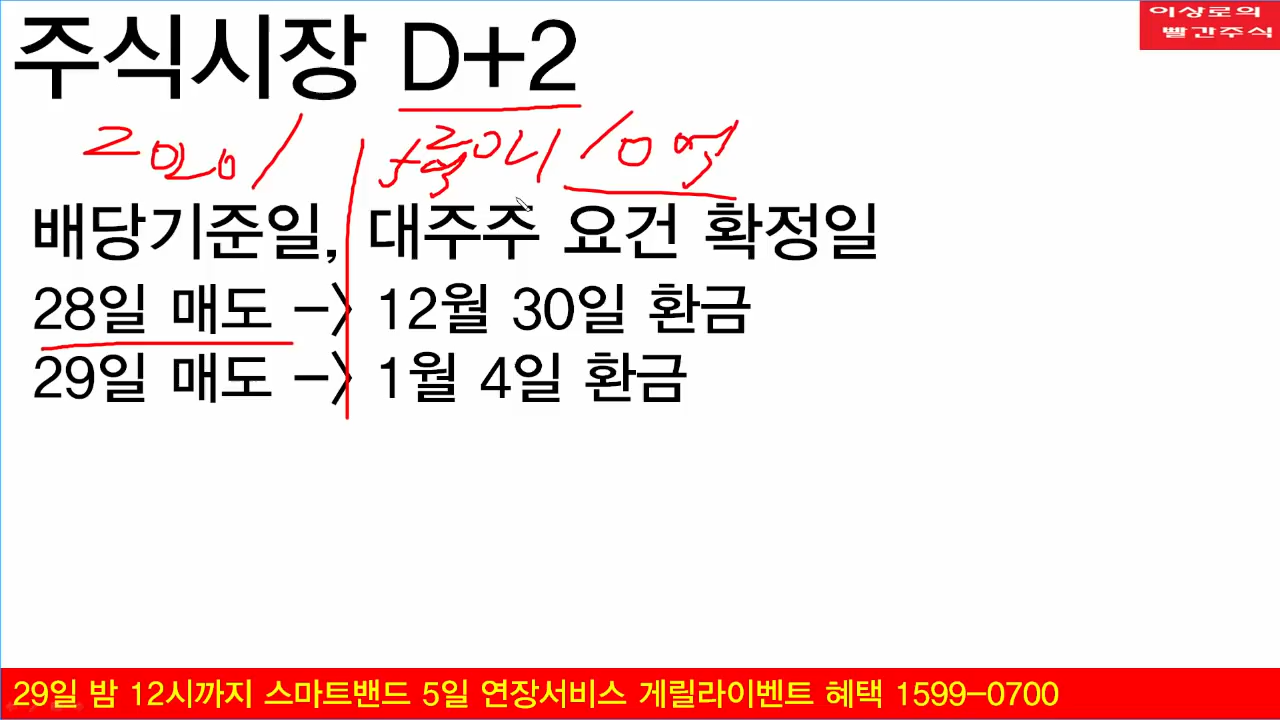 이상로의
빨간주식
주식시장 D+2
10억
배당기준일, 대주주 요건 확정일
28일 매도 -> 12월 30일 환금
29일 매도 -> 1월 4일 환금
29일 밤 12시까지 스마트밴드 5일 연장서비스 게릴라이벤트 혜택 1599-0700